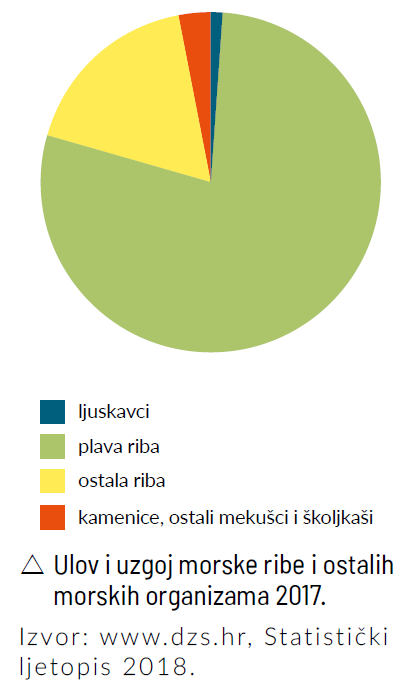 ljuskavci
plava riba
ostala riba
kamenice, ostali mekušci i školjkaši
Ulov i uzgoj morske ribe i ostalih
morskih organizama 2017.
Izvor: www.dzs.hr, Statistički
ljetopis 2018.